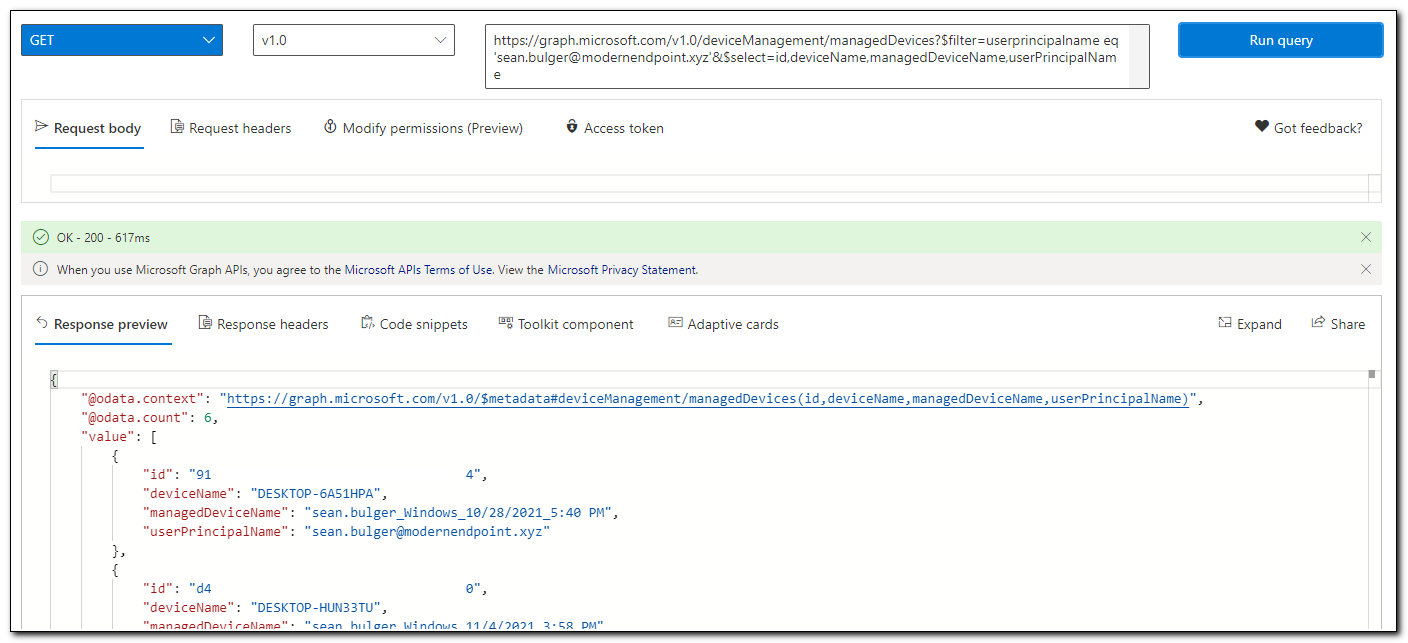 GET
v1.0
https://graph.microsoft.com/v1.0/deviceManagement/managedDevices?$filter=userprincipalname eq
'sean.bulger@modernendpoint.xyz'&$select=id,deviceName,managedDeviceName,userPrincipalNam
e
Run query
Request body
Request headers
Modify permissions (Preview)
Access token
Got feedback?
OK - 200 - 617ms
When you use Microsoft Graph APIs, you agree to the Microsoft APIs Terms of Use. View the Microsoft Privacy Statement.
Response preview
Response headers
Code snippets
Toolkit component
Adaptive cards
Expand
Share
{
"@odata.context": "https://graph.microsoft.com/v1.0/$metadata#deviceManagement/managedDevices(id,deviceName,managedDeviceName,userPrincipalName)",
"@odata.count": 6,
"value": [
{
"id": "91 4",
"deviceName": "DESKTOP-6A51HPA",
"managedDeviceName": "sean.bulger_Windows_10/28/2021_5:40 PM",
"userPrincipalName": "sean.bulger@modernendpoint.xyz"
},
{
"id": "d4 0",
"deviceName": "DESKTOP-HUN33TU",
"managedDeviceName": "sean.bulger_Windows_11/4/2021_3:58 PM"